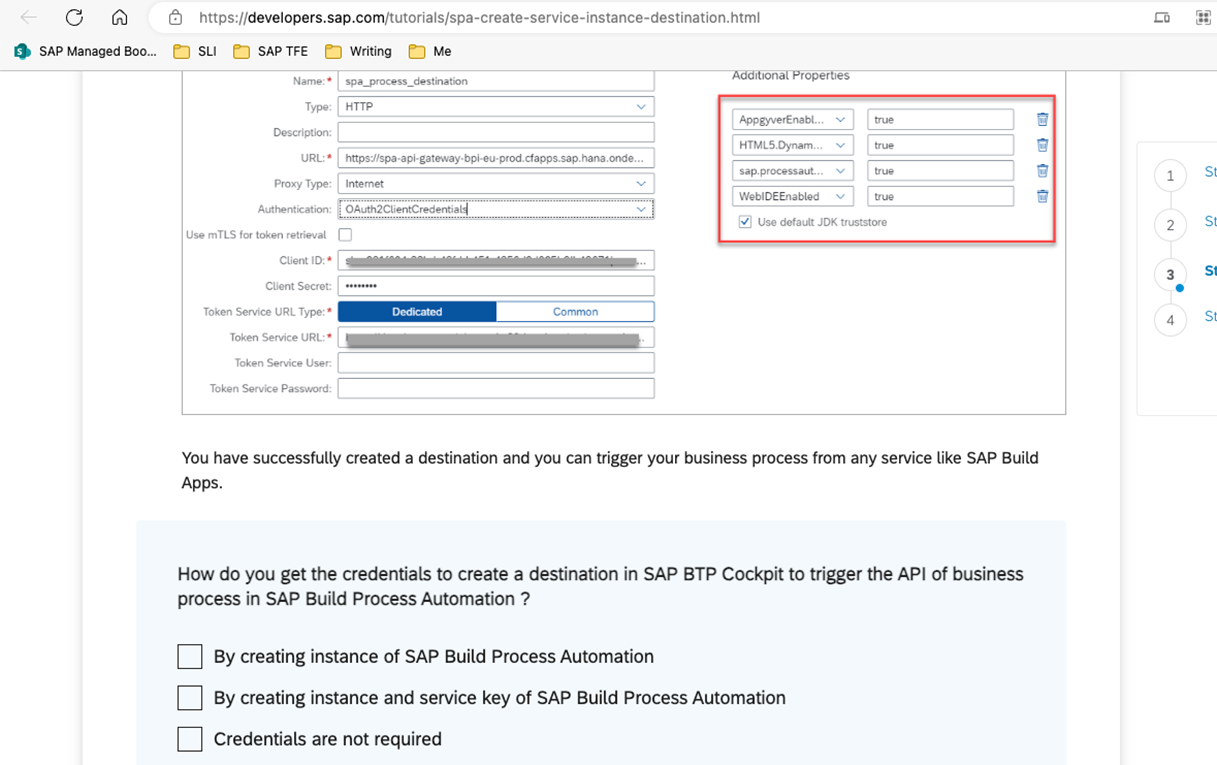 https://developers.sap.com/tutorials/spa-create-service-instance-destination.html
SAP Managed Boo... SLI SAP TFE Writing Me
Name:* spa_process_destination
Type: HTTP
Description:
URL:* https://spa-api-gateway-bpi-eu-prod.cfapps.sap.hana.onde...
Proxy Type: Internet
Authentication: OAuth2ClientCredentials
Use mTLS for token retrieval
Client ID:*
Client Secret: ••••••••
Token Service URL Type:* Dedicated Common
Token Service URL:*
Token Service User:
Token Service Password:
Additional Properties
AppgyverEnabl... true
HTML5.Dynam... true
sap.processaut... true
WebIDEEnabled true
Use default JDK truststore
1 St
2 St
3 St
4 St
You have successfully created a destination and you can trigger your business process from any service like SAP Build
Apps.
How do you get the credentials to create a destination in SAP BTP Cockpit to trigger the API of business
process in SAP Build Process Automation ?
By creating instance of SAP Build Process Automation
By creating instance and service key of SAP Build Process Automation
Credentials are not required